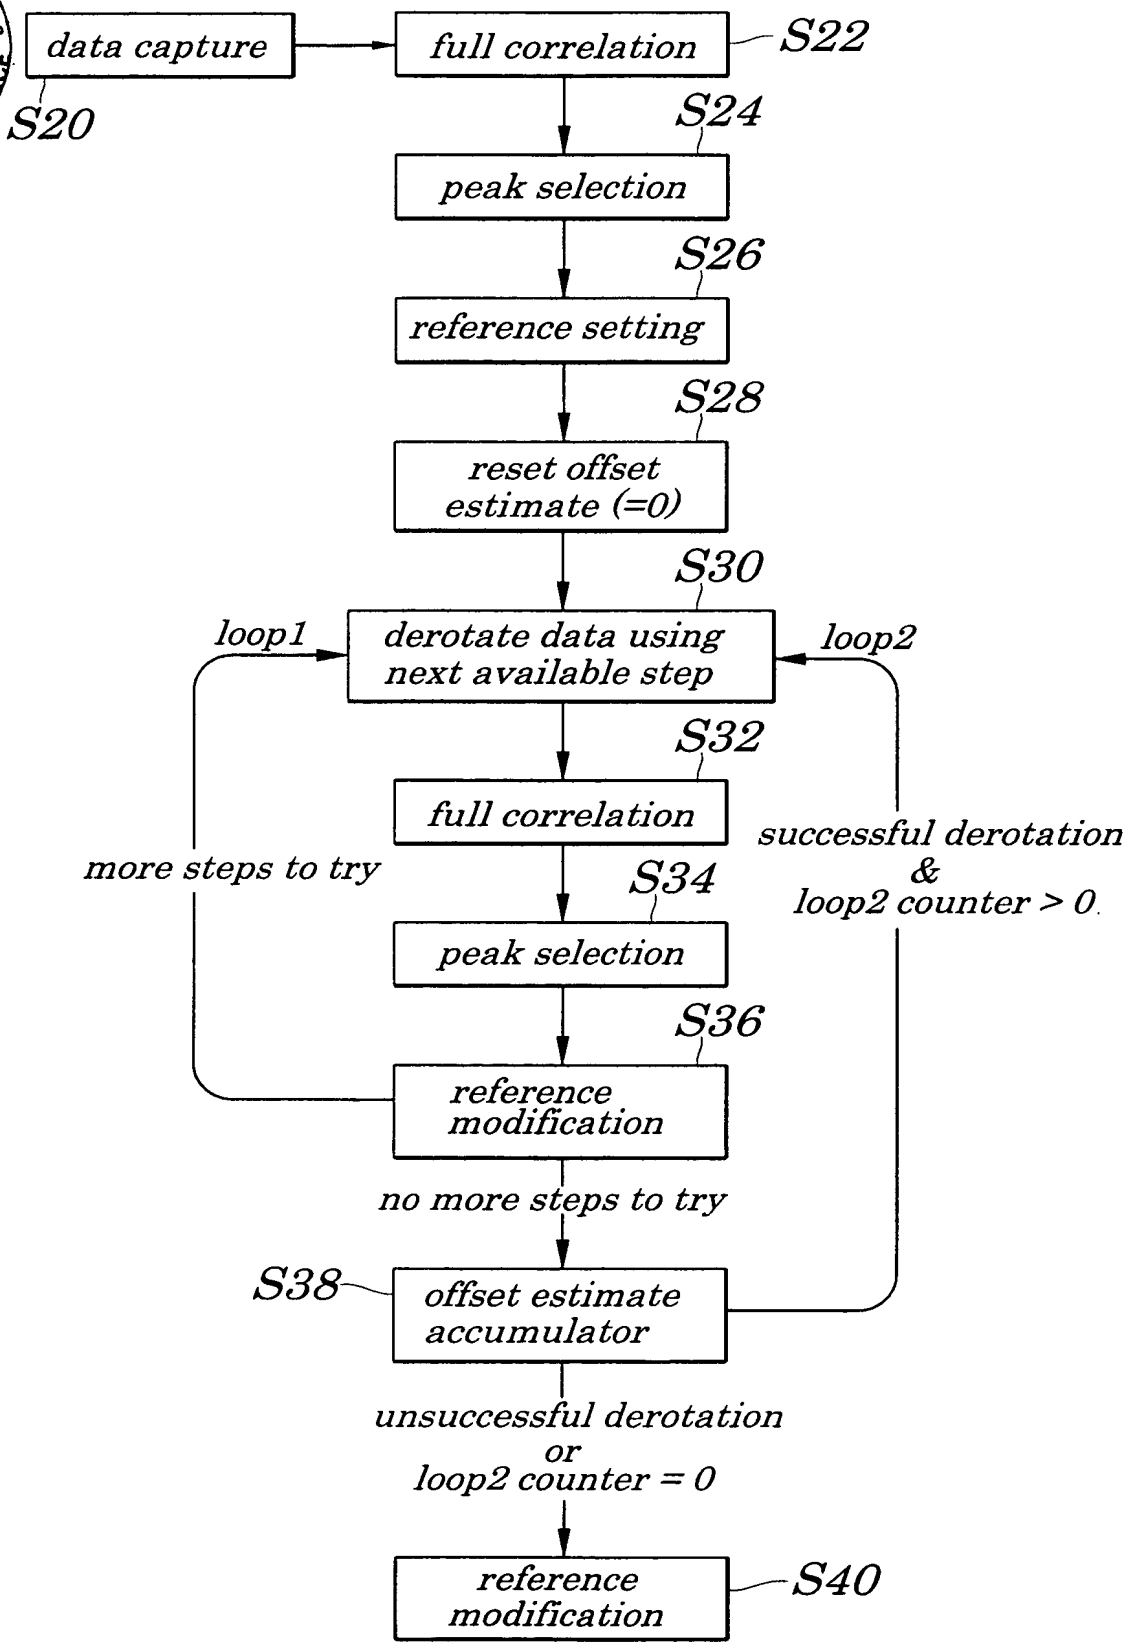 data capture
full correlation
S22
S20
S24
peak selection
S26
reference setting
S28
reset offset
estimate (=0)
S30
loop1
derotate data using
next available step
loop2
S32
full correlation
successful derotation
&
loop2 counter > 0
more steps to try
S34
peak selection
S36
reference
modification
no more steps to try
S38
offset estimate
accumulator
unsuccessful derotation
or
loop2 counter = 0
reference
modification
S40